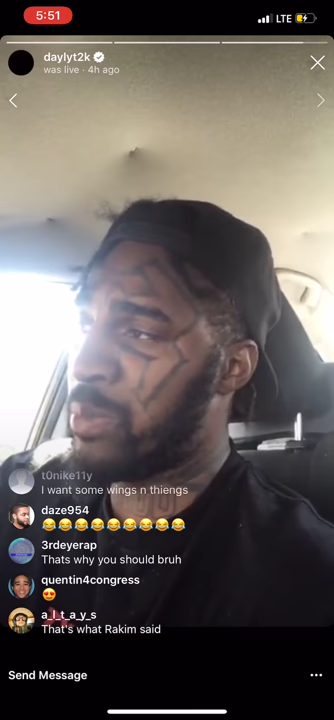 5:51
LTE
daylyt2k
was live · 4h ago
t0nike11y
I want some wings n thiengs
daze954
😂😂😂😂😂😂😂😂😂
3rdeyerap
Thats why you should bruh
quentin4congress
😍
a_l_t_a_y_s
That's what Rakim said
Send Message